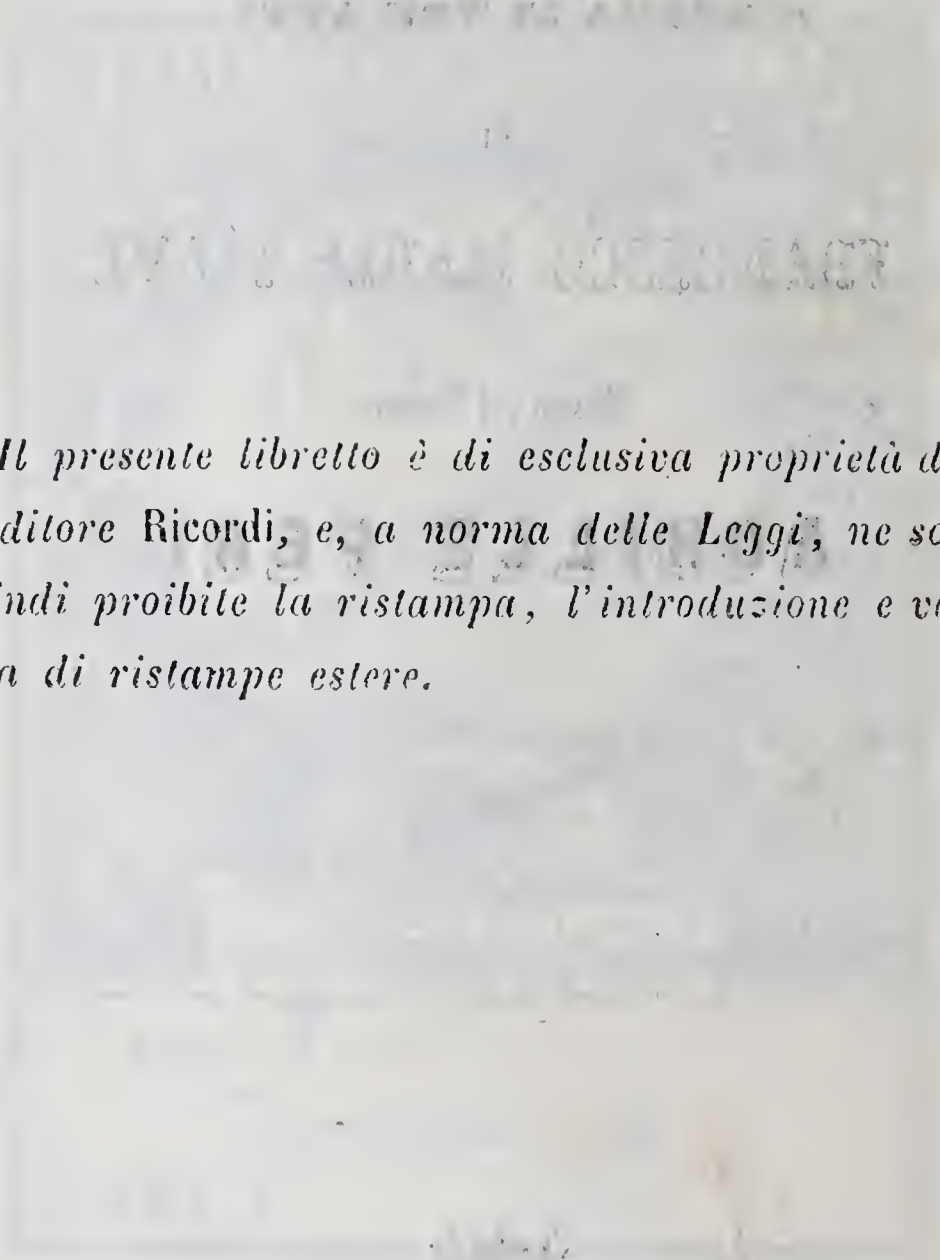 Il presente libretto è di esclusiva proprietà d
ditore Ricordi, e, a norma delle Leggi, ne so
indi proibite la ristampa, l'introduzione e ve
a di ristampe estere.